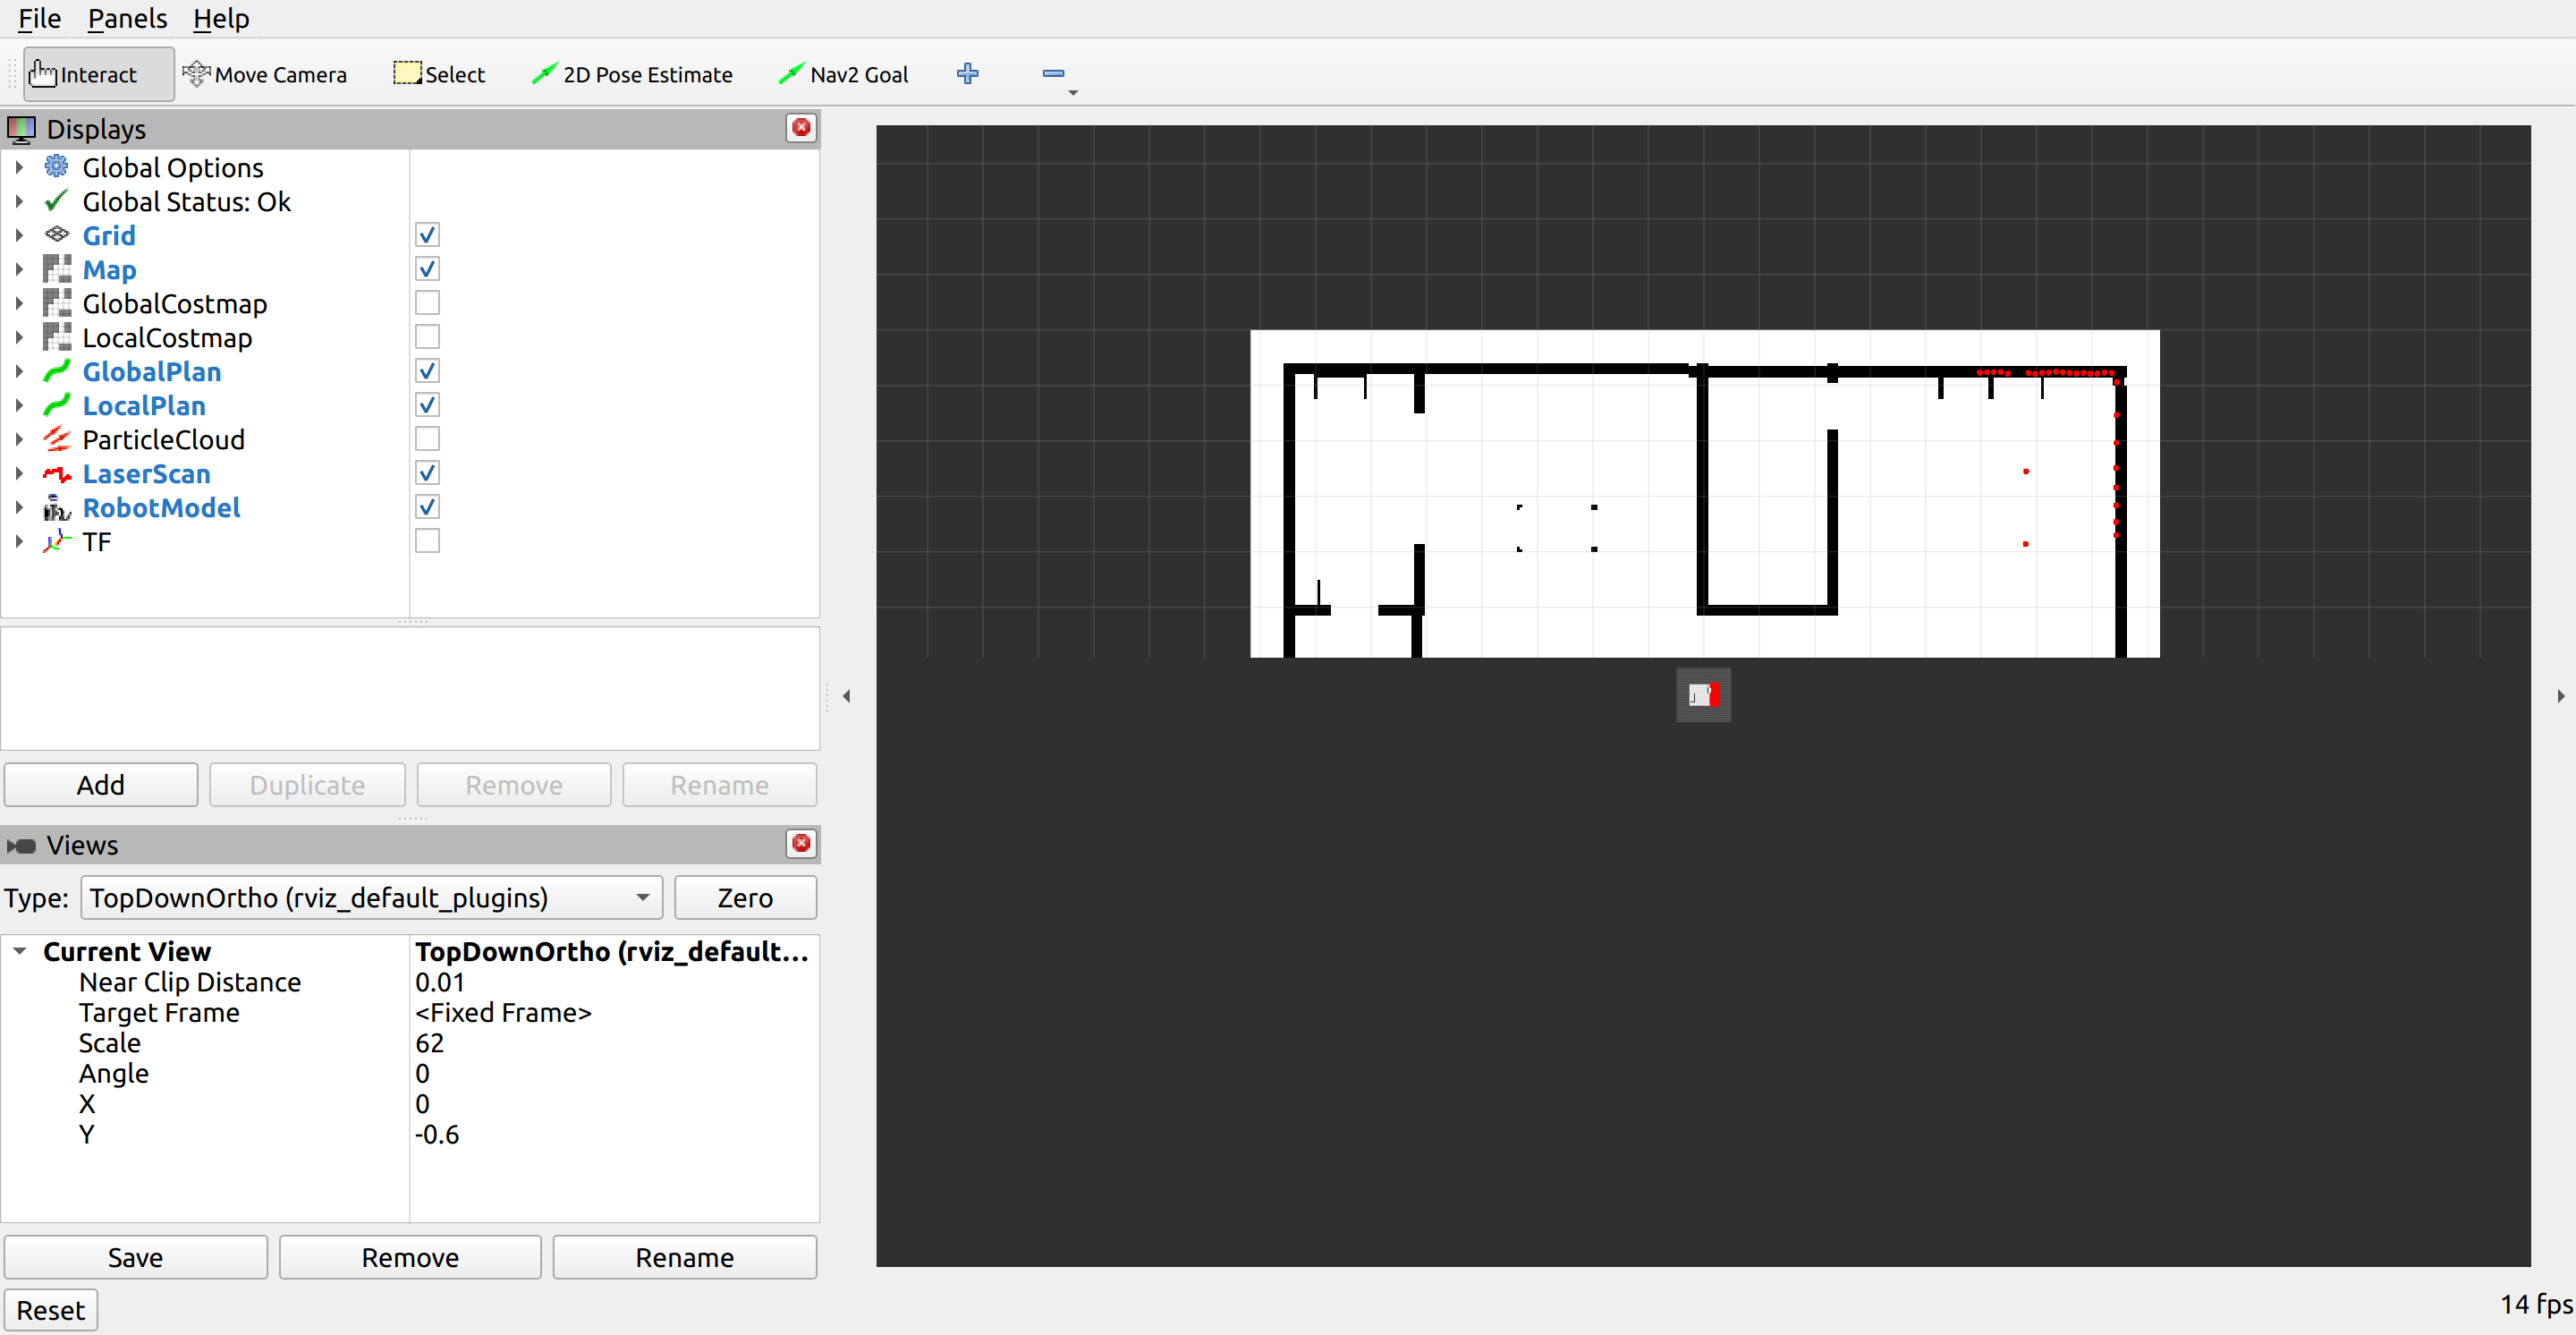 File Panels Help
Interact Move Camera Select 2D Pose Estimate Nav2 Goal
Displays
Global Options
Global Status: Ok
Grid
Map
GlobalCostmap
LocalCostmap
GlobalPlan
LocalPlan
ParticleCloud
LaserScan
RobotModel
TF
Add Duplicate Remove Rename
Views
Type: TopDownOrtho (rviz_default_plugins) Zero
Current View TopDownOrtho (rviz_default...
Near Clip Distance 0.01
Target Frame <Fixed Frame>
Scale 62
Angle 0
X 0
Y -0.6
Save Remove Rename
Reset
14 fps